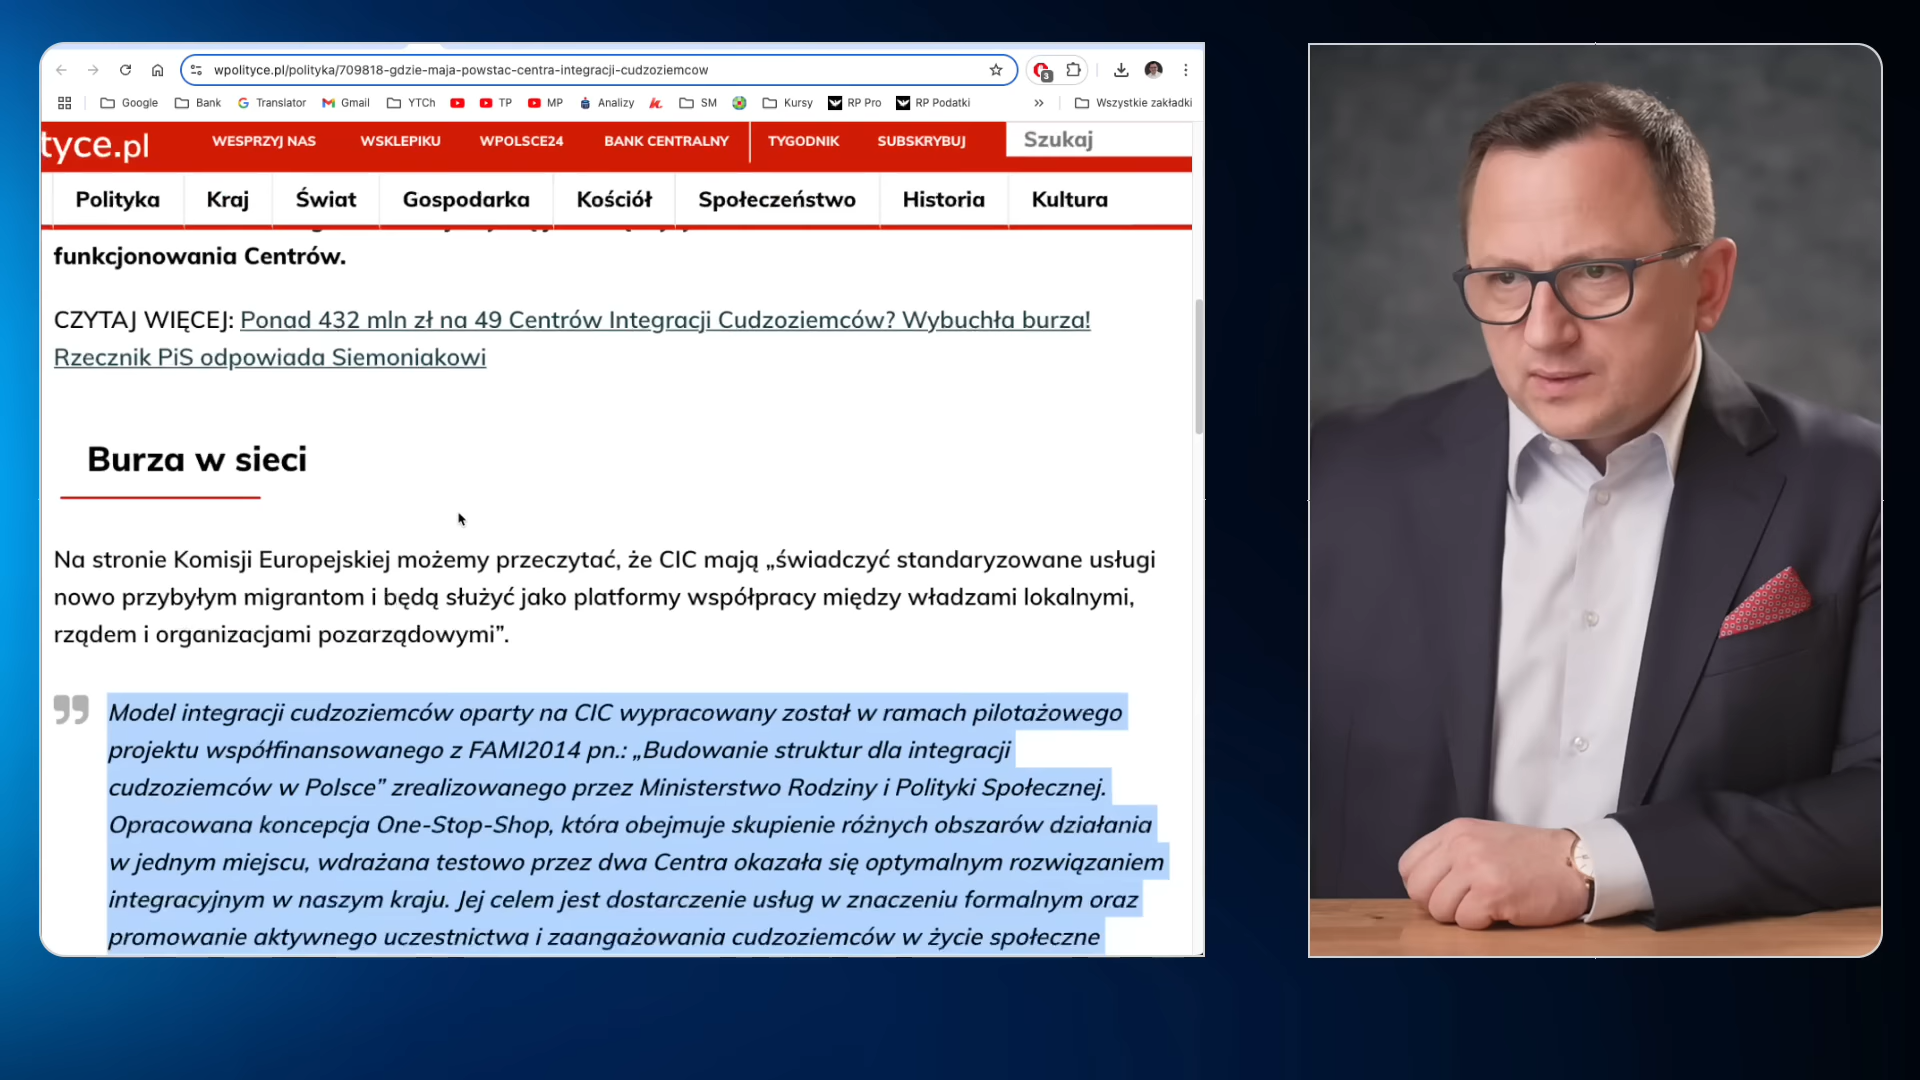 wpolityce.pl/polityka/709818-gdzie-maja-powstac-centra-integracji-cudzoziemcow
3
Google Bank Translator Gmail YTCh TP MP Analizy SM Kursy RP Pro RP Podatki » Wszystkie zakładki
tyce.pl WESPRZYJ NAS WSKLEPIKU WPOLSCE24 BANK CENTRALNY TYGODNIK SUBSKRYBUJ Szukaj
Polityka Kraj Świat Gospodarka Kościół Społeczeństwo Historia Kultura
funkcjonowania Centrów.
CZYTAJ WIĘCEJ: Ponad 432 mln zł na 49 Centrów Integracji Cudzoziemców? Wybuchła burza!
Rzecznik PiS odpowiada Siemoniakowi
Burza w sieci
Na stronie Komisji Europejskiej możemy przeczytać, że CIC mają „świadczyć standaryzowane usługi
nowo przybyłym migrantom i będą służyć jako platformy współpracy między władzami lokalnymi,
rządem i organizacjami pozarządowymi”.
Model integracji cudzoziemców oparty na CIC wypracowany został w ramach pilotażowego
projektu współfinansowanego z FAMI2014 pn.: „Budowanie struktur dla integracji
cudzoziemców w Polsce” zrealizowanego przez Ministerstwo Rodziny i Polityki Społecznej.
Opracowana koncepcja One-Stop-Shop, która obejmuje skupienie różnych obszarów działania
w jednym miejscu, wdrażana testowo przez dwa Centra okazała się optymalnym rozwiązaniem
integracyjnym w naszym kraju. Jej celem jest dostarczenie usług w znaczeniu formalnym oraz
promowanie aktywnego uczestnictwa i zaangażowania cudzoziemców w życie społeczne